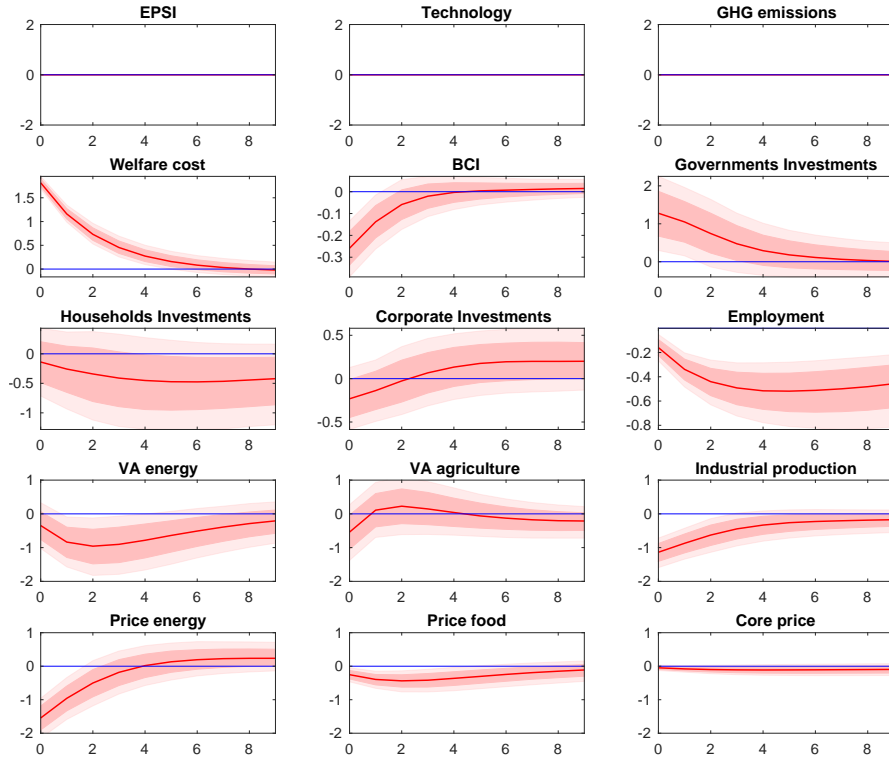 EPSI
Technology
GHG emissions
2
0
-2
0 2 4 6 8
2
0
-2
0 2 4 6 8
2
0
-2
0 2 4 6 8
Welfare cost
BCI
Governments Investments
1.5
1
0.5
0
0 2 4 6 8
0
-0.1
-0.2
-0.3
0 2 4 6 8
2
1
0
0 2 4 6 8
Households Investments
Corporate Investments
Employment
0
-0.5
-1
0 2 4 6 8
0.5
0
-0.5
0 2 4 6 8
-0.2
-0.4
-0.6
-0.8
0 2 4 6 8
VA energy
VA agriculture
Industrial production
1
0
-1
-2
0 2 4 6 8
1
0
-1
-2
0 2 4 6 8
1
0
-1
-2
0 2 4 6 8
Price energy
Price food
Core price
1
0
-1
-2
0 2 4 6 8
1
0
-1
-2
0 2 4 6 8
1
0
-1
-2
0 2 4 6 8